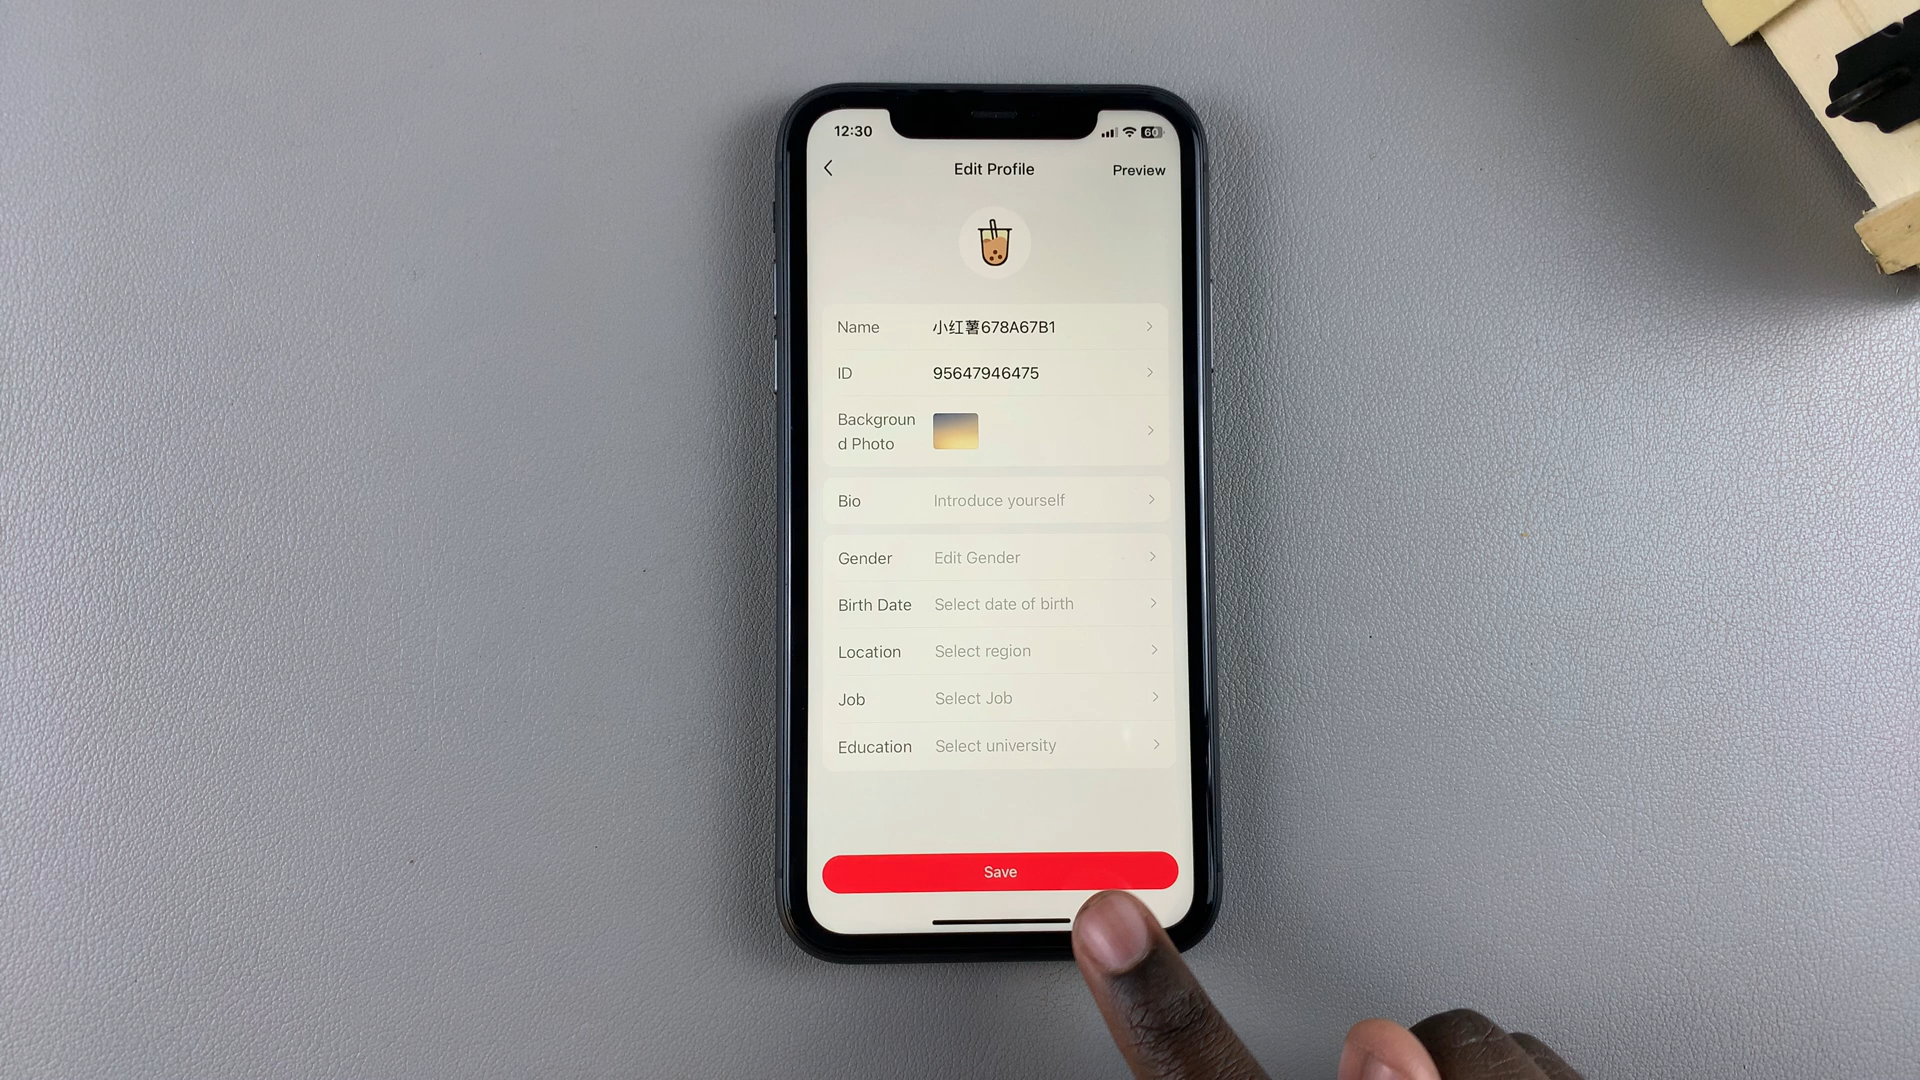 12:30
60
Edit Profile
Preview
Name 小红薯678A67B1
ID 95647946475
Backgroun
d Photo
Bio Introduce yourself
Gender Edit Gender
Birth Date Select date of birth
Location Select region
Job Select Job
Education Select university
Save